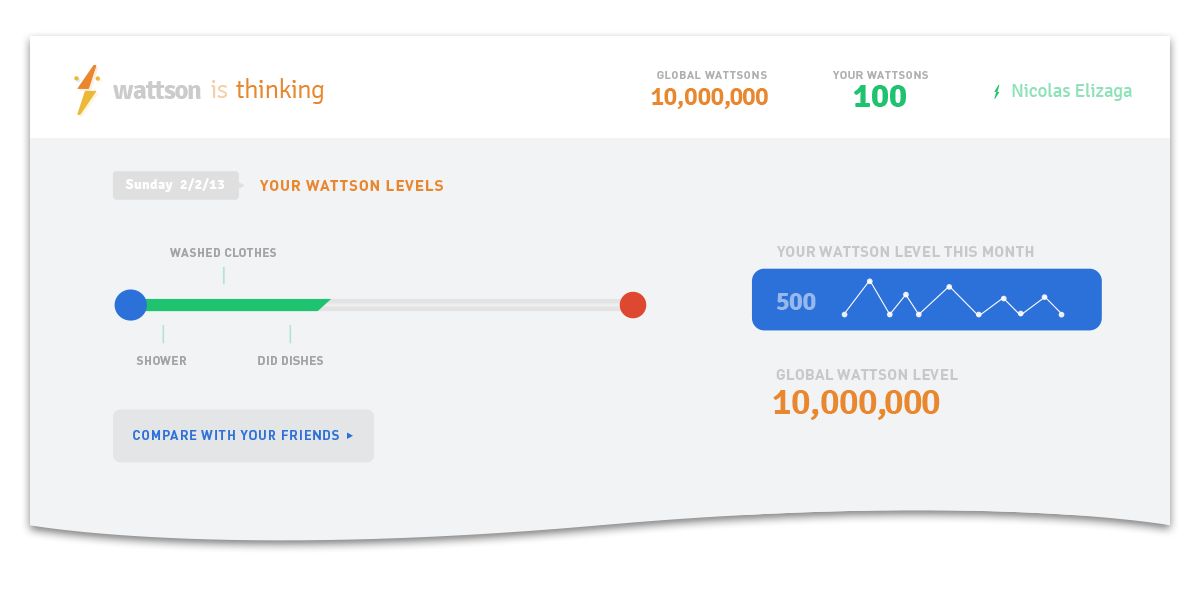 wattson is thinking
GLOBAL WATTSONS
10,000,000
YOUR WATTSONS
100
Nicolas Elizaga
Sunday 2/2/13
YOUR WATTSON LEVELS
WASHED CLOTHES
SHOWER
DID DISHES
COMPARE WITH YOUR FRIENDS ▸
YOUR WATTSON LEVEL THIS MONTH
500
GLOBAL WATTSON LEVEL
10,000,000